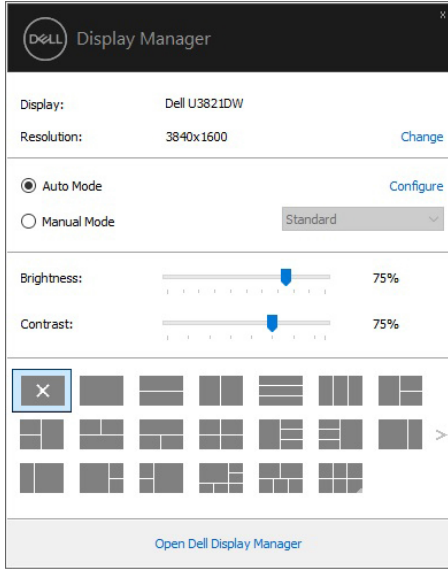 x
DELL Display Manager
Display: Dell U3821DW
Resolution: 3840x1600 Change
Auto Mode Configure
Manual Mode Standard
Brightness: 75%
Contrast: 75%
Open Dell Display Manager